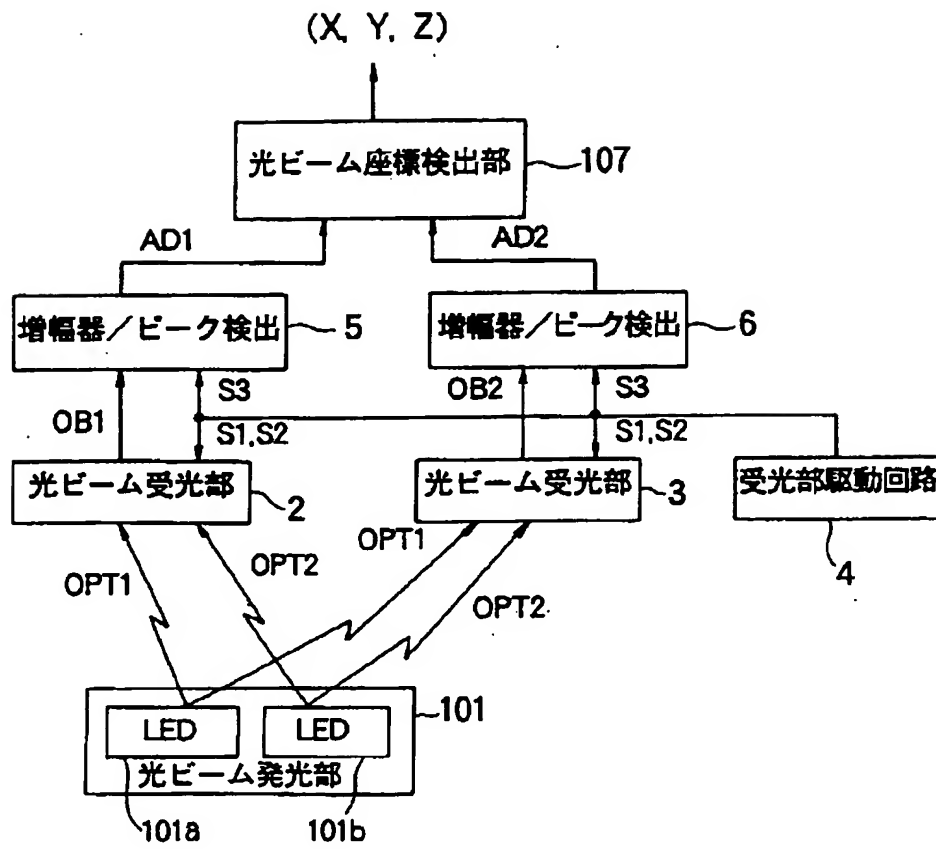 (X, Y, Z)
光ビーム座標検出部
107
AD1
AD2
増幅器／ピーク検出
5
増幅器／ピーク検出
6
OB1
S3
S1,S2
OB2
S3
S1,S2
光ビーム受光部
2
光ビーム受光部
3
受光部駆動回路
4
OPT1
OPT2
OPT1
OPT2
LED
LED
101
光ビーム発光部
101a
101b